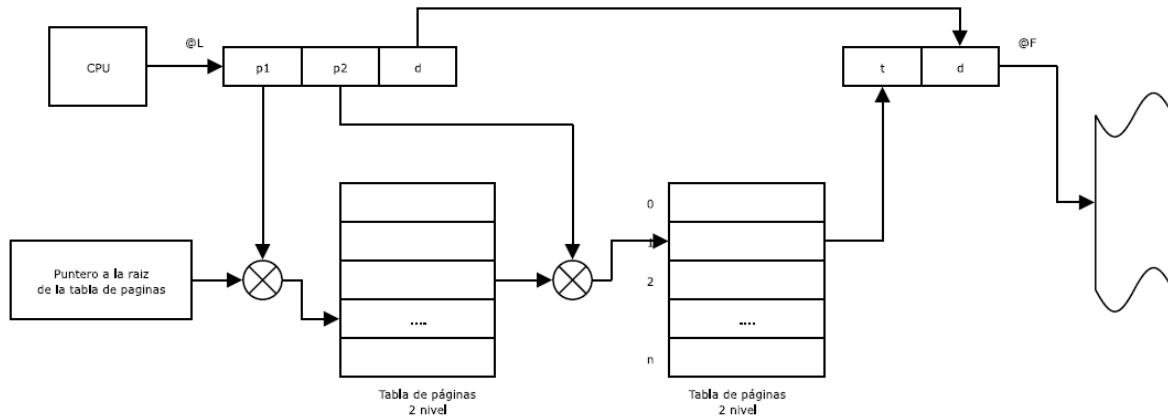 @L
@F
CPU
p1
p2
d
t
d
0
1
2
....
....
n
Puntero a la raiz
de la tabla de paginas
Tabla de páginas
2 nivel
Tabla de páginas
2 nivel